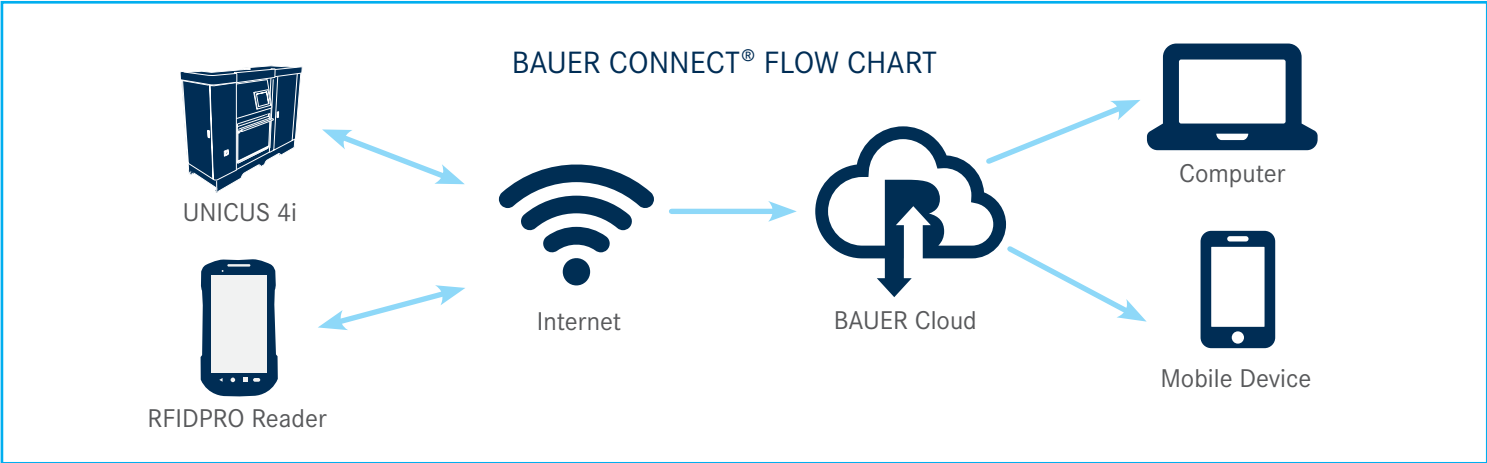 BAUER CONNECT® FLOW CHART
UNICUS 4i
RFIDPRO Reader
Internet
B
BAUER Cloud
Computer
Mobile Device